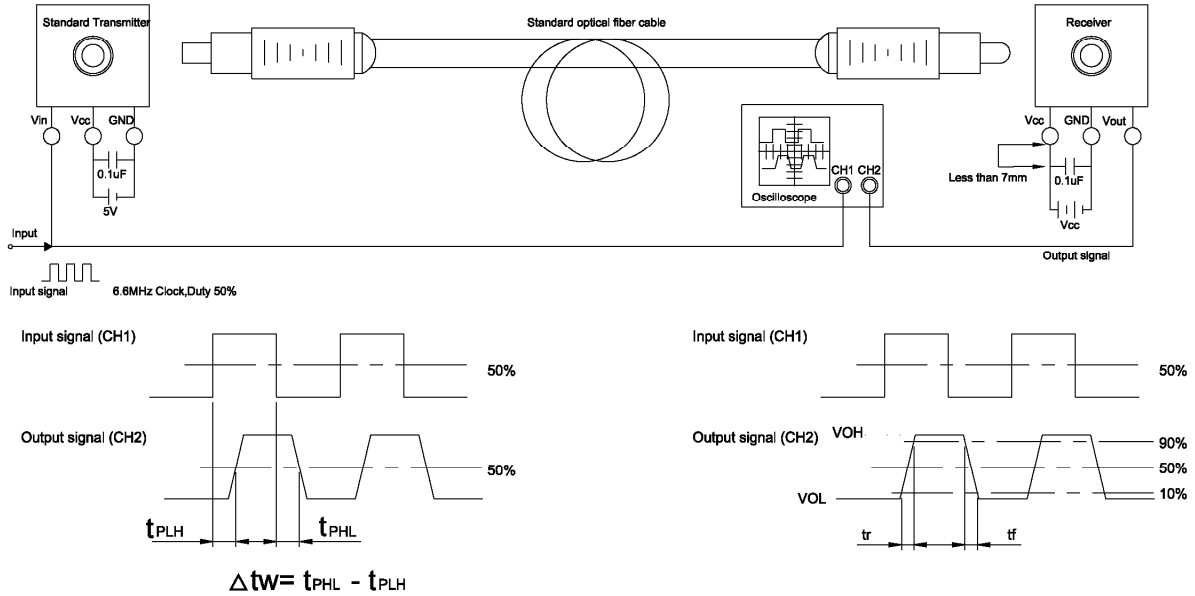 Standard Transmitter
Standard optical fiber cable
Receiver
Vin Vcc GND
Vcc GND Vout
0.1uF
5V
CH1 CH2
Oscilloscope
Less than 7mm
0.1uF
Vcc
Input
Output signal
Input signal 6.6MHz Clock,Duty 50%
Input signal (CH1)
50%
Output signal (CH2)
50%
tPLH tPHL
△tw= tPHL - tPLH
Input signal (CH1)
50%
Output signal (CH2) VOH
90%
50%
VOL 10%
tr tf